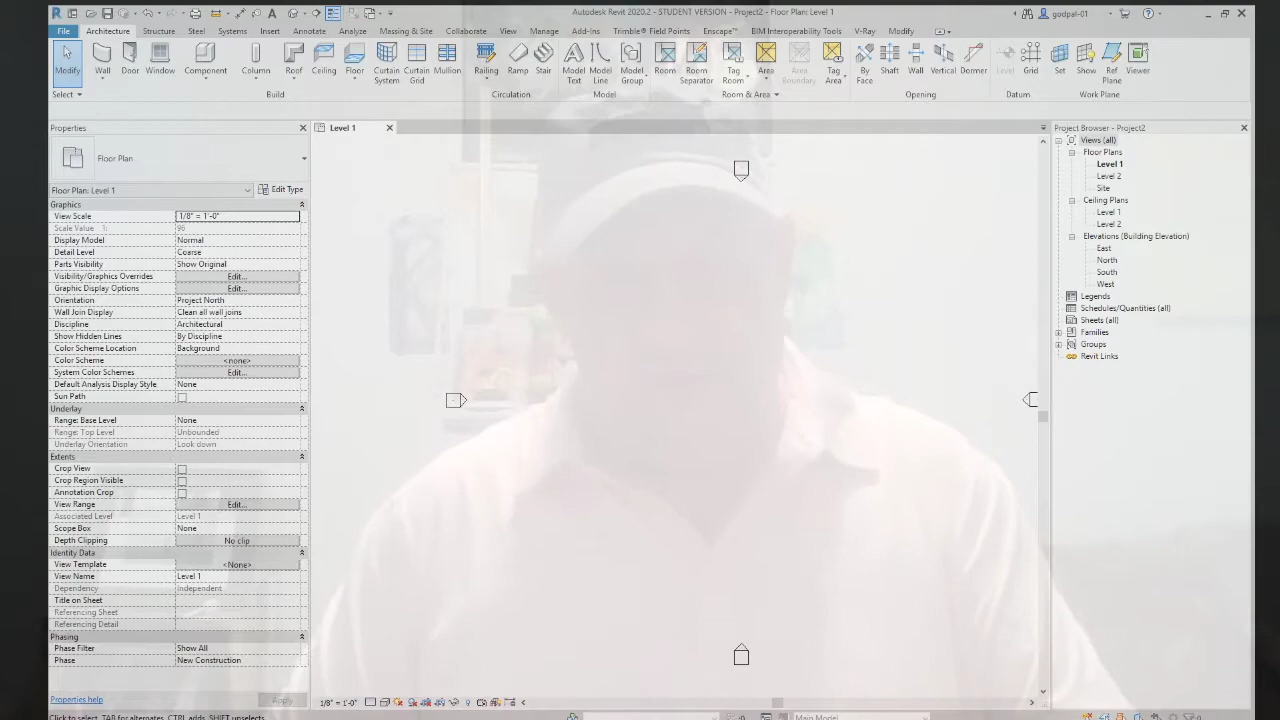 Autodesk Revit 2020.2 - STUDENT VERSION - Project2 - Floor Plan: Level 1
godpal-01
File Architecture Structure Steel Systems Insert Annotate Analyze Massing & Site Collaborate View Manage Add-Ins Trimble® Field Points Enscape™ BIM Interoperability Tools V-Ray Modify
Modify Wall Door Window Component Column Roof Ceiling Floor Curtain System Curtain Grid Mullion Railing Ramp Stair Model Text Model Line Model Group Room Room Separator Tag Room Area Area Boundary Tag Area By Face Shaft Wall Vertical Dormer Level Grid Set Show Ref Plane Viewer
Select Build Circulation Model Room & Area Opening Datum Work Plane
Properties
Floor Plan
Floor Plan: Level 1 Edit Type
Graphics
View Scale 1/8" = 1'-0"
Scale Value 1: 96
Display Model Normal
Detail Level Coarse
Parts Visibility Show Original
Visibility/Graphics Overrides Edit...
Graphic Display Options Edit...
Orientation Project North
Wall Join Display Clean all wall joins
Discipline Architectural
Show Hidden Lines By Discipline
Color Scheme Location Background
Color Scheme <none>
System Color Schemes Edit...
Default Analysis Display Style None
Sun Path
Underlay
Range: Base Level None
Range: Top Level Unbounded
Underlay Orientation Look down
Extents
Crop View
Crop Region Visible
Annotation Crop
View Range Edit...
Associated Level Level 1
Scope Box None
Depth Clipping No clip
Identity Data
View Template <None>
View Name Level 1
Dependency Independent
Title on Sheet
Referencing Sheet
Referencing Detail
Phasing
Phase Filter Show All
Phase New Construction
Properties help Apply
Level 1
1/8" = 1'-0"
Project Browser - Project2
Views (all)
Floor Plans
Level 1
Level 2
Site
Ceiling Plans
Level 1
Level 2
Elevations (Building Elevation)
East
North
South
West
Legends
Schedules/Quantities (all)
Sheets (all)
Families
Groups
Revit Links
Click to select, TAB for alternates, CTRL adds, SHIFT unselects.
:0 Main Model :0